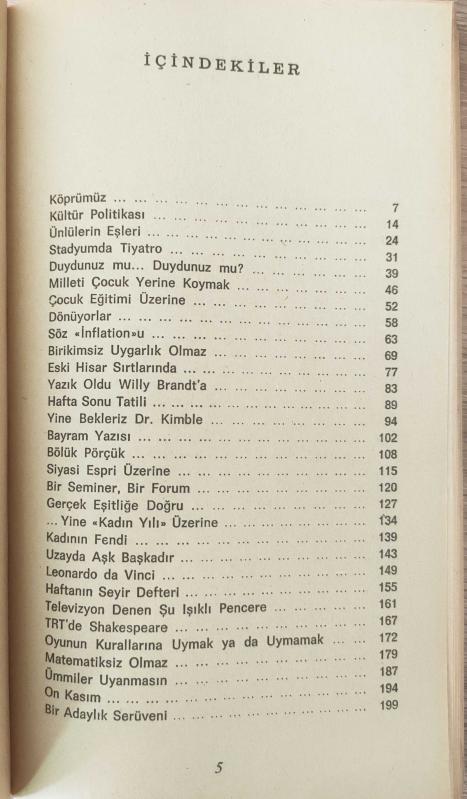 İÇİNDEKİLER
Köprümüz ... ... ... ... ... ... ... ... ... ... ... ... 7
Kültür Politikası ... ... ... ... ... ... ... ... ... ... 14
Ünlülerin Eşleri ... ... ... ... ... ... ... ... ... ... 24
Stadyumda Tiyatro ... ... ... ... ... ... ... ... ... 31
Duydunuz mu... Duydunuz mu? ... ... ... ... ... 39
Milleti Çocuk Yerine Koymak ... ... ... ... ... ... 46
Çocuk Eğitimi Üzerine ... ... ... ... ... ... ... ... 52
Dönüyorlar ... ... ... ... ... ... ... ... ... ... ... 58
Söz «İnflation»u ... ... ... ... ... ... ... ... ... ... 63
Birikimsiz Uygarlık Olmaz ... ... ... ... ... ... ... 69
Eski Hisar Sırtlarında ... ... ... ... ... ... ... ... 77
Yazık Oldu Willy Brandt'a ... ... ... ... ... ... ... 83
Hafta Sonu Tatili ... ... ... ... ... ... ... ... ... ... 89
Yine Bekleriz Dr. Kimble ... ... ... ... ... ... ... 94
Bayram Yazısı ... ... ... ... ... ... ... ... ... ... 102
Bölük Pörçük ... ... ... ... ... ... ... ... ... ... ... 108
Siyasi Espri Üzerine ... ... ... ... ... ... ... ... 115
Bir Seminer, Bir Forum ... ... ... ... ... ... ... ... 120
Gerçek Eşitliğe Doğru ... ... ... ... ... ... ... ... 127
...Yine «Kadın Yılı» Üzerine ... ... ... ... ... ... 134
Kadının Fendi ... ... ... ... ... ... ... ... ... ... 139
Uzayda Aşk Başkadır ... ... ... ... ... ... ... ... 143
Leonardo da Vinci ... ... ... ... ... ... ... ... ... 149
Haftanın Seyir Defteri ... ... ... ... ... ... ... ... 155
Televizyon Denen Şu Işıklı Pencere ... ... ... ... 161
TRT'de Shakespeare ... ... ... ... ... ... ... ... 167
Oyunun Kurallarına Uymak ya da Uymamak ... ... 172
Matematiksiz Olmaz ... ... ... ... ... ... ... ... 179
Ümmiler Uyanmasın ... ... ... ... ... ... ... ... 187
On Kasım ... ... ... ... ... ... ... ... ... ... ... 194
Bir Adaylık Serüveni ... ... ... ... ... ... ... ... 199
5